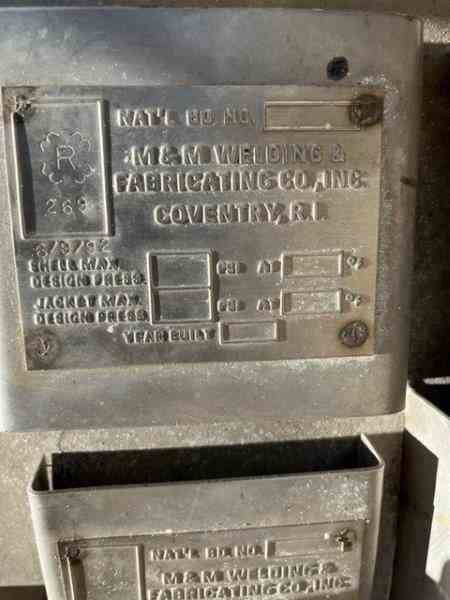 NAT'L BD. NO.
R
M & M WELDING &
FABRICATING CO., INC.
COVENTRY, R.I.
SHELL MAX.
DESIGN PRESS. PSI AT °F
JACKET MAX.
DESIGN PRESS. PSI AT °F
YEAR BUILT
NAT'L BD. NO.
M & M WELDING &
FABRICATING CO., INC.